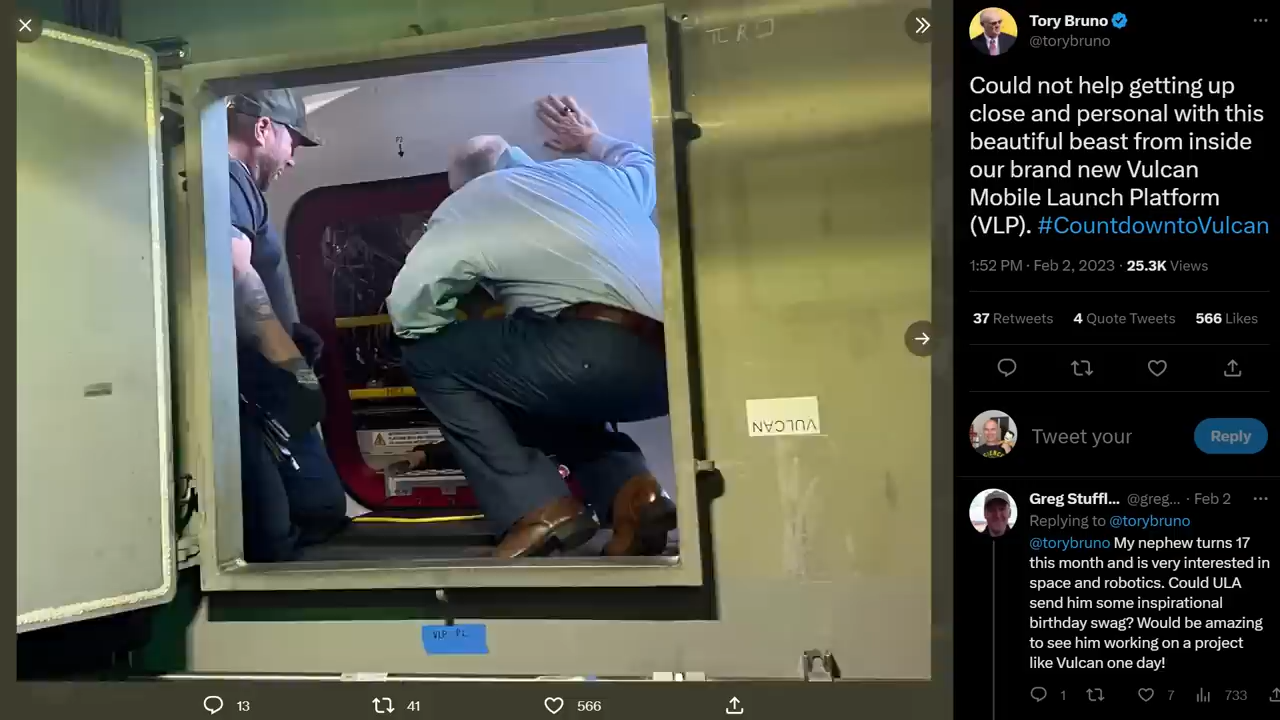 VULCAN
VLP
13
41
566
Tory Bruno
@torybruno
Could not help getting up
close and personal with this
beautiful beast from inside
our brand new Vulcan
Mobile Launch Platform
(VLP). #CountdowntoVulcan
1:52 PM · Feb 2, 2023 · 25.3K Views
37 Retweets 4 Quote Tweets 566 Likes
Tweet your
Reply
Greg Stuffl... @greg... · Feb 2
Replying to @torybruno
@torybruno My nephew turns 17
this month and is very interested in
space and robotics. Could ULA
send him some inspirational
birthday swag? Would be amazing
to see him working on a project
like Vulcan one day!
1 7 733